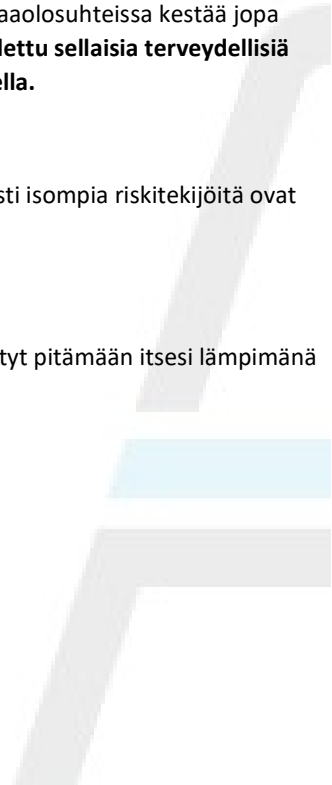 aaolosuhteissa kestää jopa
lettu sellaisia terveydellisiä
ella.
sti isompia riskitekijöitä ovat
tyt pitämään itsesi lämpimänä